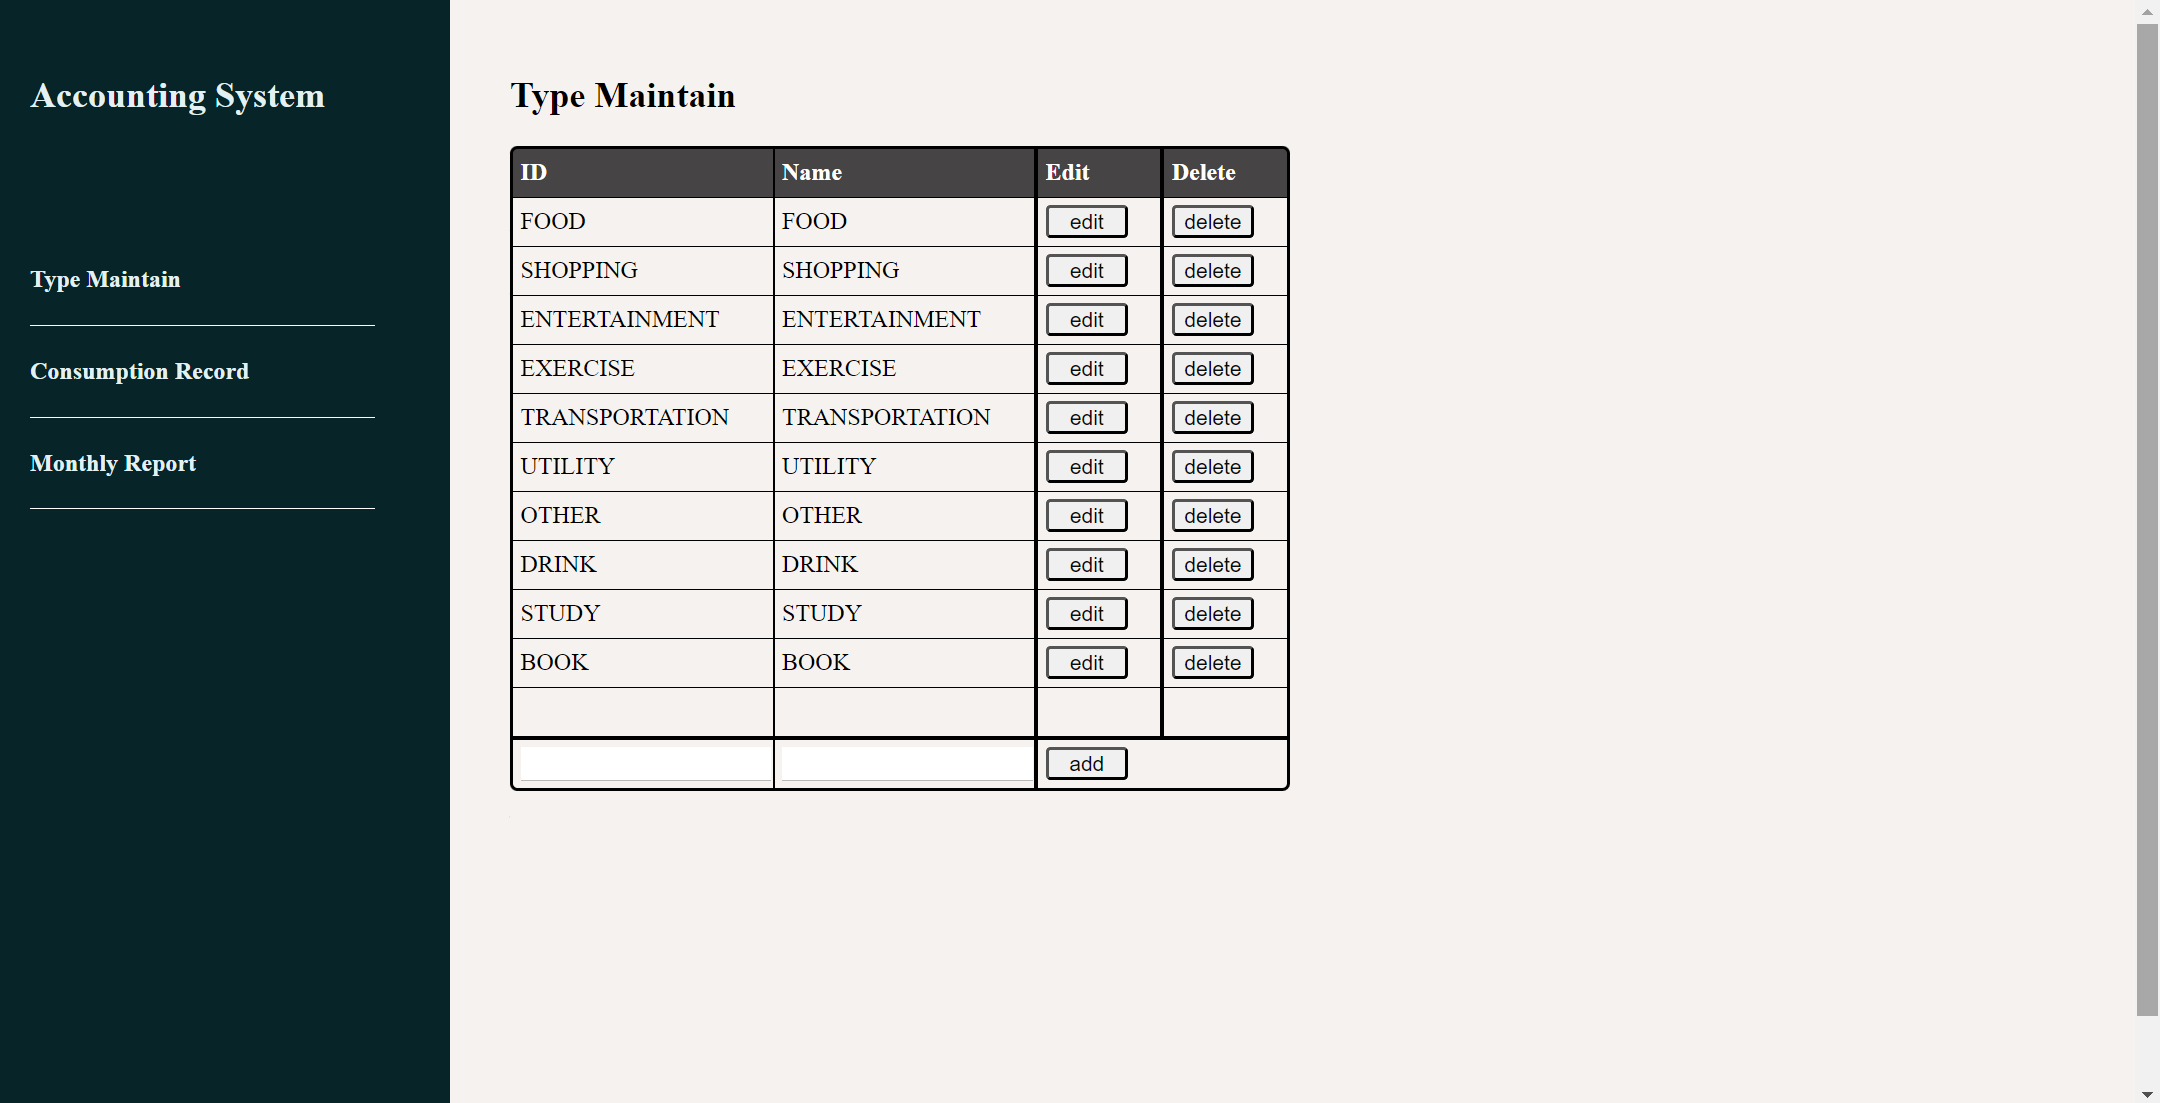 Accounting System
Type Maintain
Consumption Record
Monthly Report
Type Maintain
ID Name Edit Delete
FOOD FOOD edit delete
SHOPPING SHOPPING edit delete
ENTERTAINMENT ENTERTAINMENT edit delete
EXERCISE EXERCISE edit delete
TRANSPORTATION TRANSPORTATION edit delete
UTILITY UTILITY edit delete
OTHER OTHER edit delete
DRINK DRINK edit delete
STUDY STUDY edit delete
BOOK BOOK edit delete
add